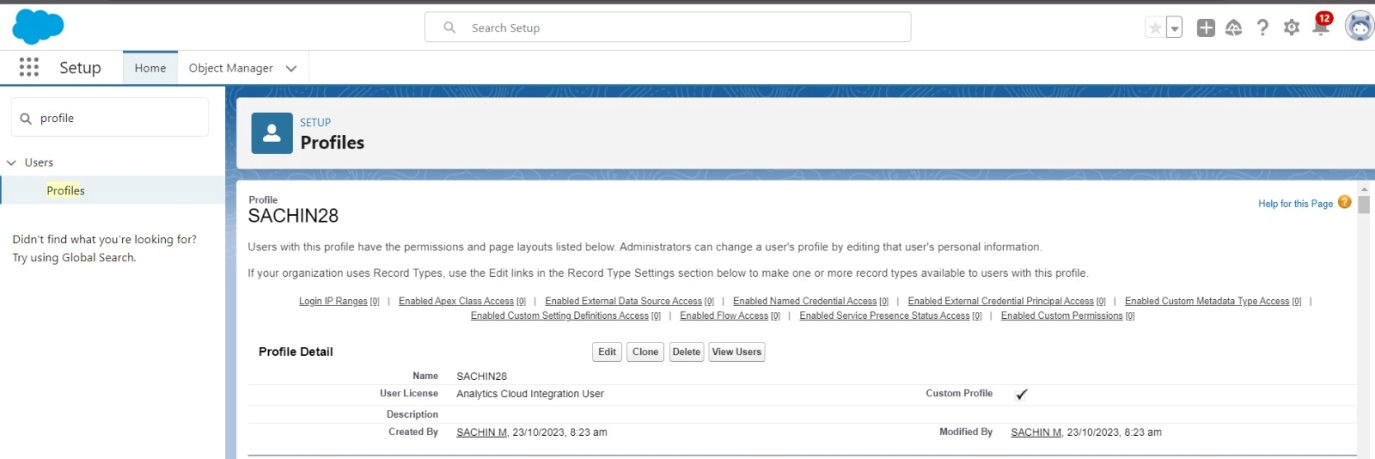 Search Setup
12
Setup
Home
Object Manager
profile
Users
Profiles
Didn't find what you're looking for?
Try using Global Search.
SETUP
Profiles
Profile
SACHIN28
Help for this Page
Users with this profile have the permissions and page layouts listed below. Administrators can change a user's profile by editing that user's personal information.
If your organization uses Record Types, use the Edit links in the Record Type Settings section below to make one or more record types available to users with this profile.
Login IP Ranges [0] | Enabled Apex Class Access [0] | Enabled External Data Source Access [0] | Enabled Named Credential Access [0] | Enabled External Credential Principal Access [0] | Enabled Custom Metadata Type Access [0] |
Enabled Custom Setting Definitions Access [0] | Enabled Flow Access [0] | Enabled Service Presence Status Access [0] | Enabled Custom Permissions [0]
Profile Detail Edit Clone Delete View Users
Name SACHIN28
User License Analytics Cloud Integration User Custom Profile ✓
Description
Created By SACHIN M, 23/10/2023, 8:23 am Modified By SACHIN M, 23/10/2023, 8:23 am